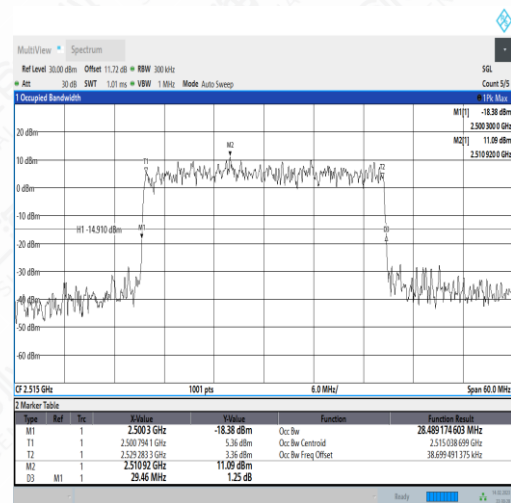 MultiView Spectrum
Ref Level 30.00 dBm Offset 11.72 dB RBW 300 kHz SGL
Att 30 dB SWT 1.01 ms VBW 1 MHz Mode Auto Sweep Count 5/5
1 Occupied Bandwidth 1Pk Max
M1[1] -18.38 dBm
2.500 300 0 GHz
M2[1] 11.09 dBm
2.510 920 0 GHz
20 dBm
M2
10 dBm
T1 T2
0 dBm
-10 dBm
H1 -14.910 dBm
M1 D3
-20 dBm
-30 dBm
-40 dBm
-50 dBm
-60 dBm
CF 2.515 GHz 1001 pts 6.0 MHz/ Span 60.0 MHz
2 Marker Table
Type Ref Trc X-Value Y-Value Function Function Result
M1 1 2.5003 GHz -18.38 dBm Occ Bw 28.489 174 603 MHz
T1 1 2.500 794 1 GHz 5.36 dBm Occ Bw Centroid 2.515 038 699 GHz
T2 1 2.529 283 3 GHz 3.36 dBm Occ Bw Freq Offset 38.699 491 375 kHz
M2 1 2.510 92 GHz 11.09 dBm
D3 M1 1 29.46 MHz 1.25 dB
Ready